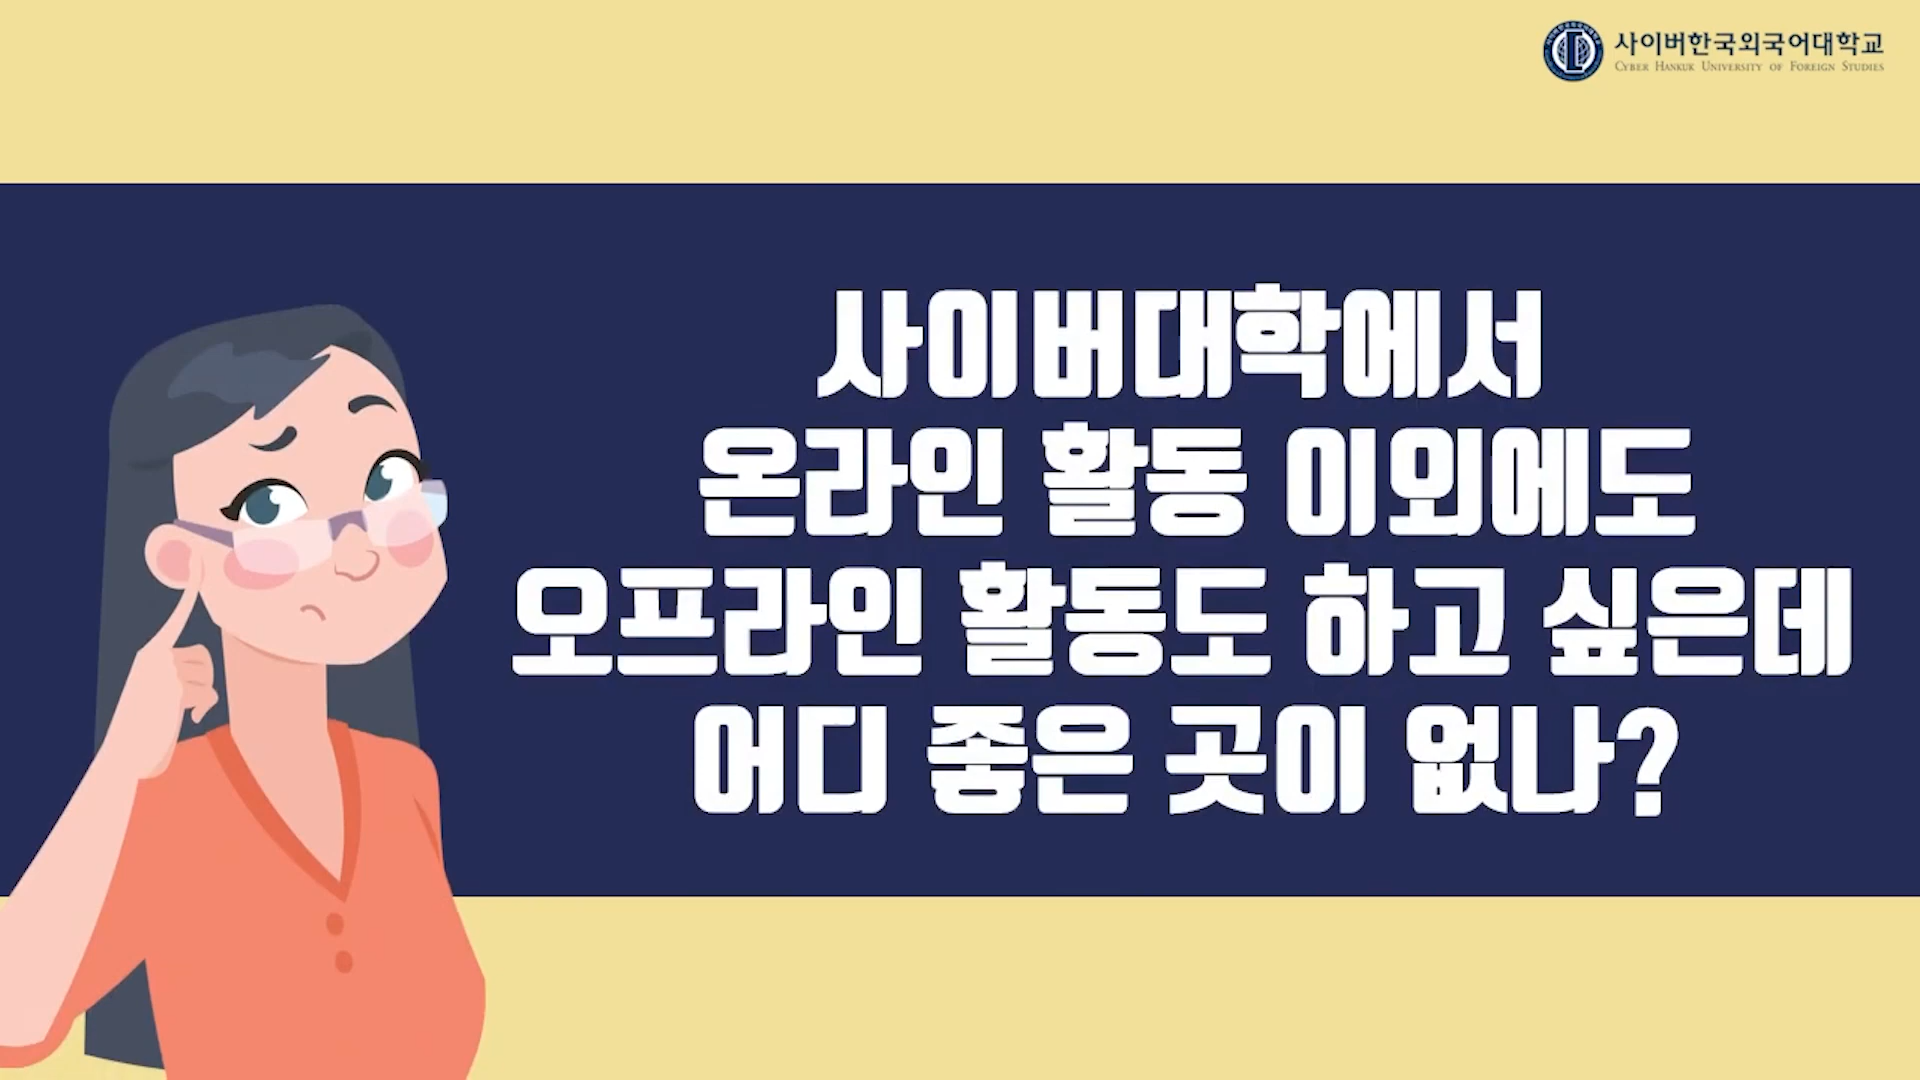 사이버한국외국어대학교
CYBER HANKUK UNIVERSITY OF FOREIGN STUDIES
사이버대학에서
온라인 활동 이외에도
오프라인 활동도 하고 싶은데
어디 좋은 곳이 없나?